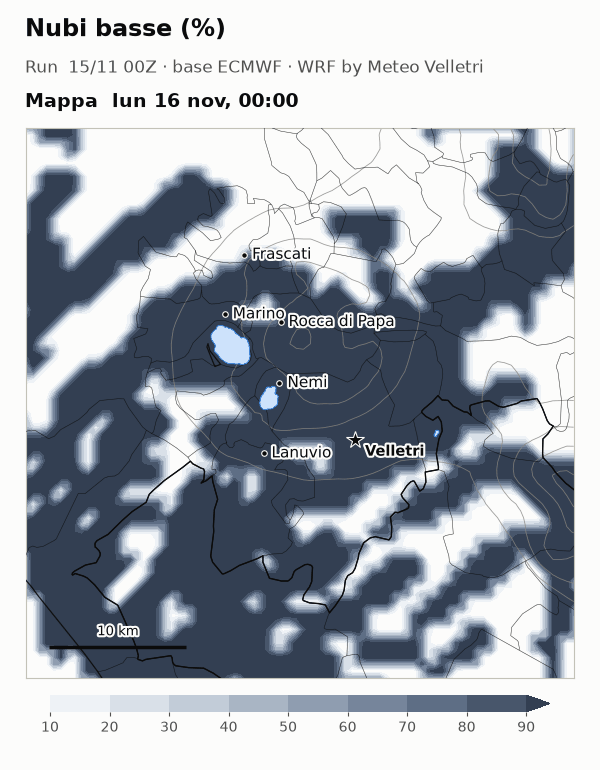 Nubi basse (%)
Run 15/11 00Z · base ECMWF · WRF by Meteo Velletri
Mappa lun 16 nov, 00:00
Frascati
Marino
Rocca di Papa
Nemi
Velletri
Lanuvio
10 km
10 20 30 40 50 60 70 80 90